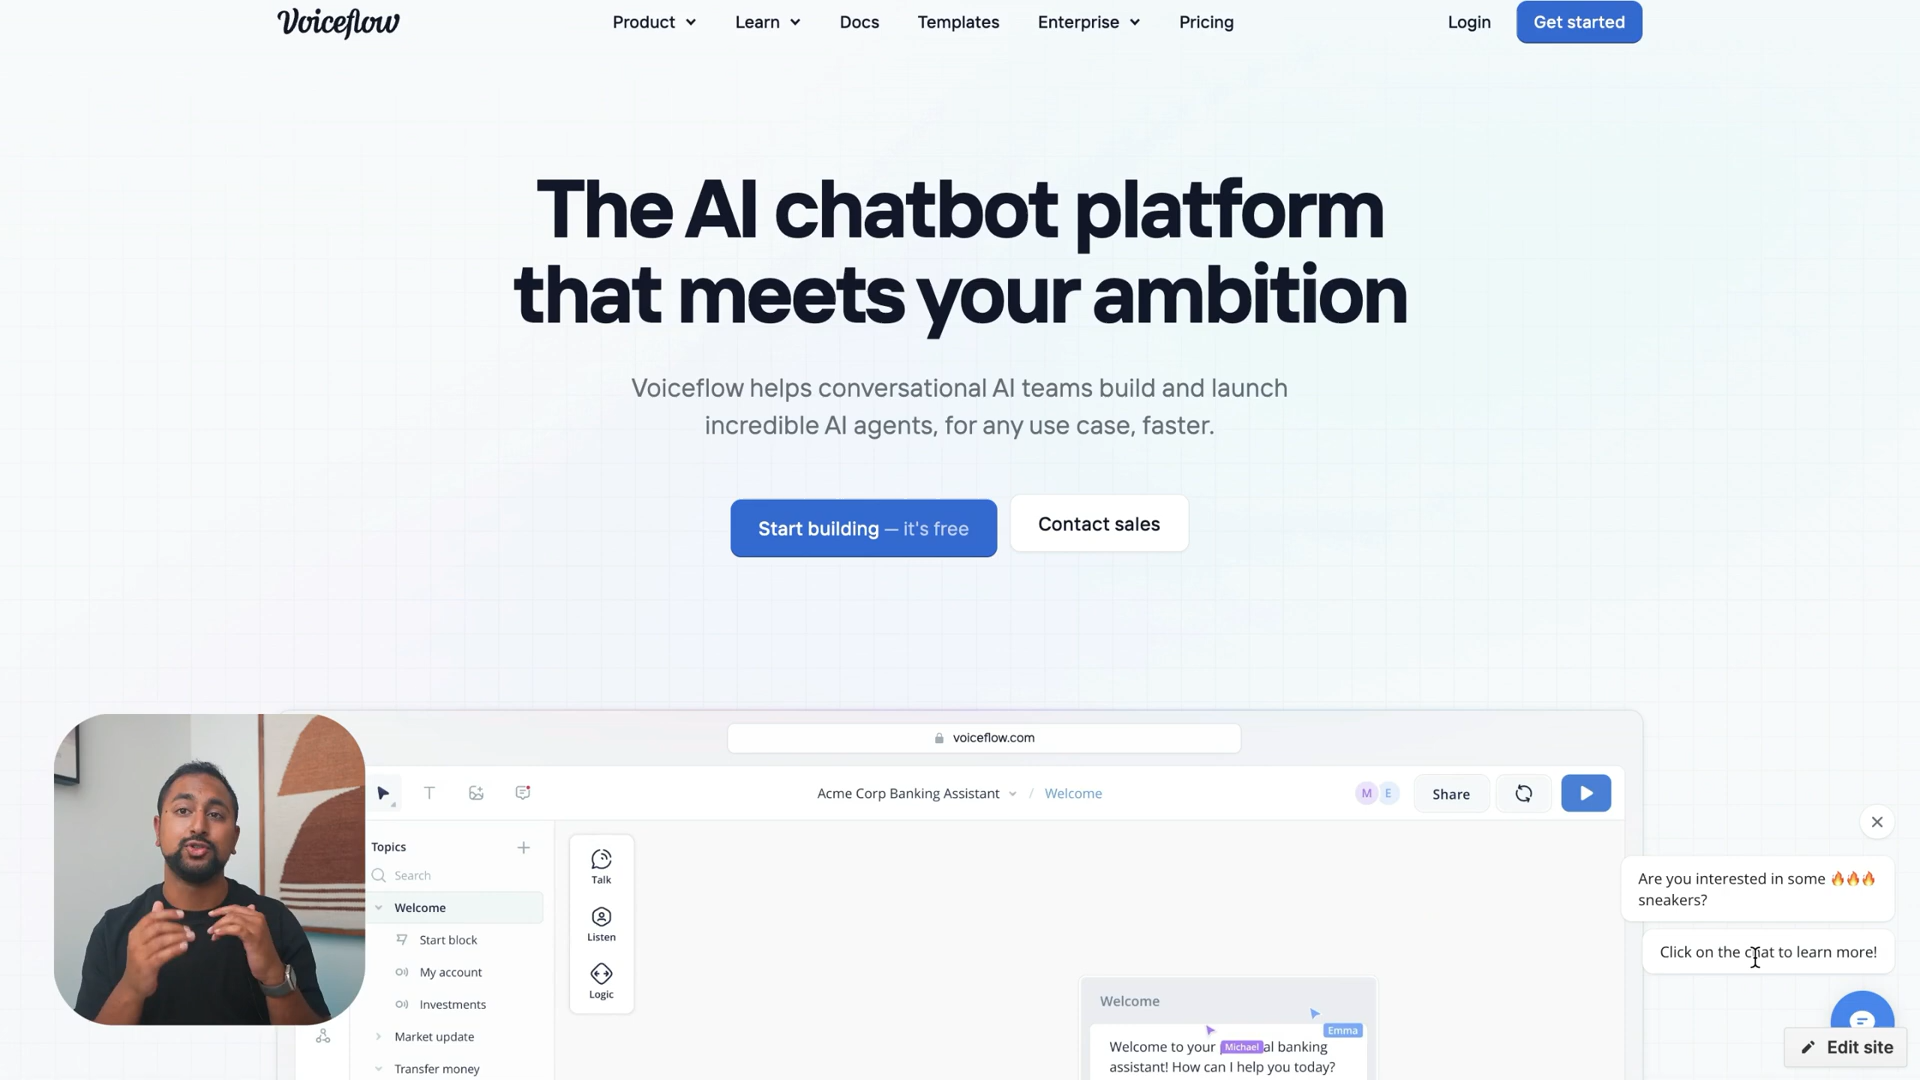 Voiceflow
Product
Learn
Docs
Templates
Enterprise
Pricing
Login
Get started
The AI chatbot platform
that meets your ambition
Voiceflow helps conversational AI teams build and launch
incredible AI agents, for any use case, faster.
Start building — it's free
Contact sales
voiceflow.com
T
Acme Corp Banking Assistant / Welcome
M
E
Share
Topics
Search
Welcome
Start block
My account
Investments
Market update
Transfer money
Talk
Listen
Logic
Welcome
Emma
Welcome to your Michael al banking
assistant! How can I help you today?
Are you interested in some 🔥🔥🔥
sneakers?
Click on the chat to learn more!
Edit site